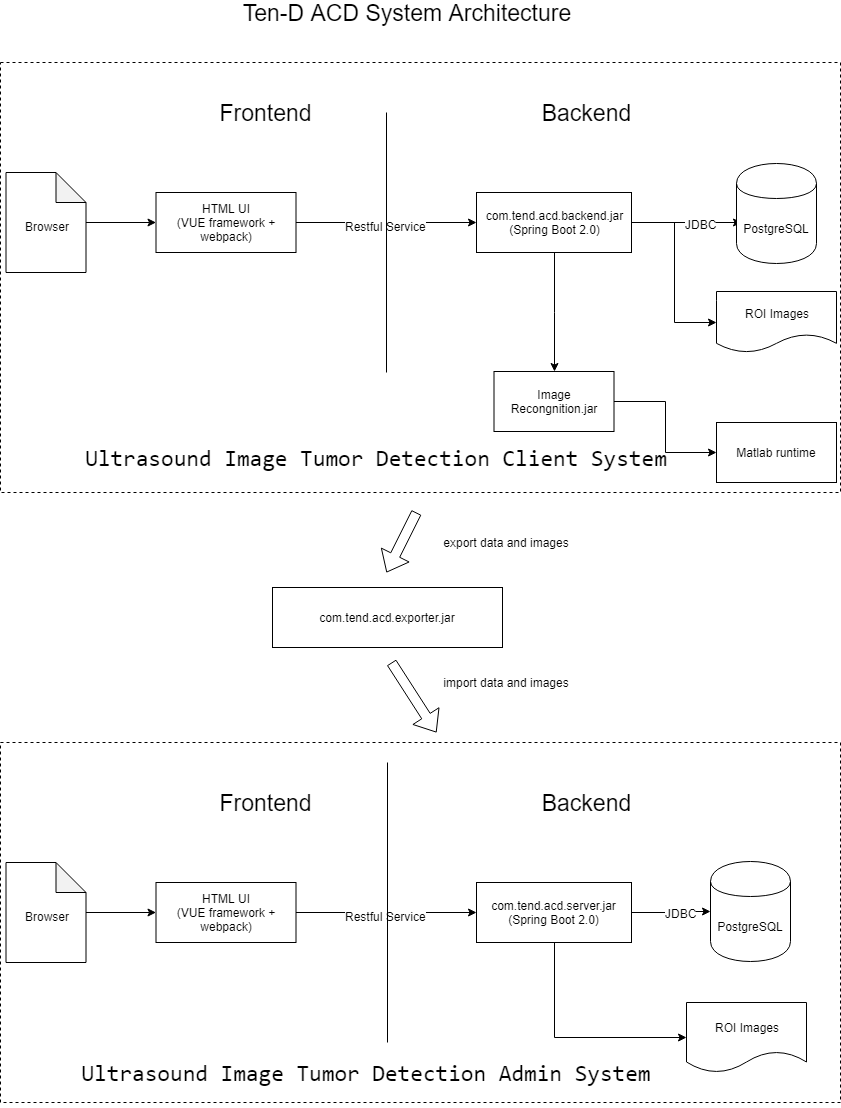 Ten-D ACD System Architecture
Frontend
Backend
Browser
HTML UI
(VUE framework +
webpack)
Restful Service
com.tend.acd.backend.jar
(Spring Boot 2.0)
JDBC
PostgreSQL
ROI Images
Image
Recongnition.jar
Matlab runtime
Ultrasound Image Tumor Detection Client System
export data and images
com.tend.acd.exporter.jar
import data and images
Frontend
Backend
Browser
HTML UI
(VUE framework +
webpack)
Restful Service
com.tend.acd.server.jar
(Spring Boot 2.0)
JDBC
PostgreSQL
ROI Images
Ultrasound Image Tumor Detection Admin System